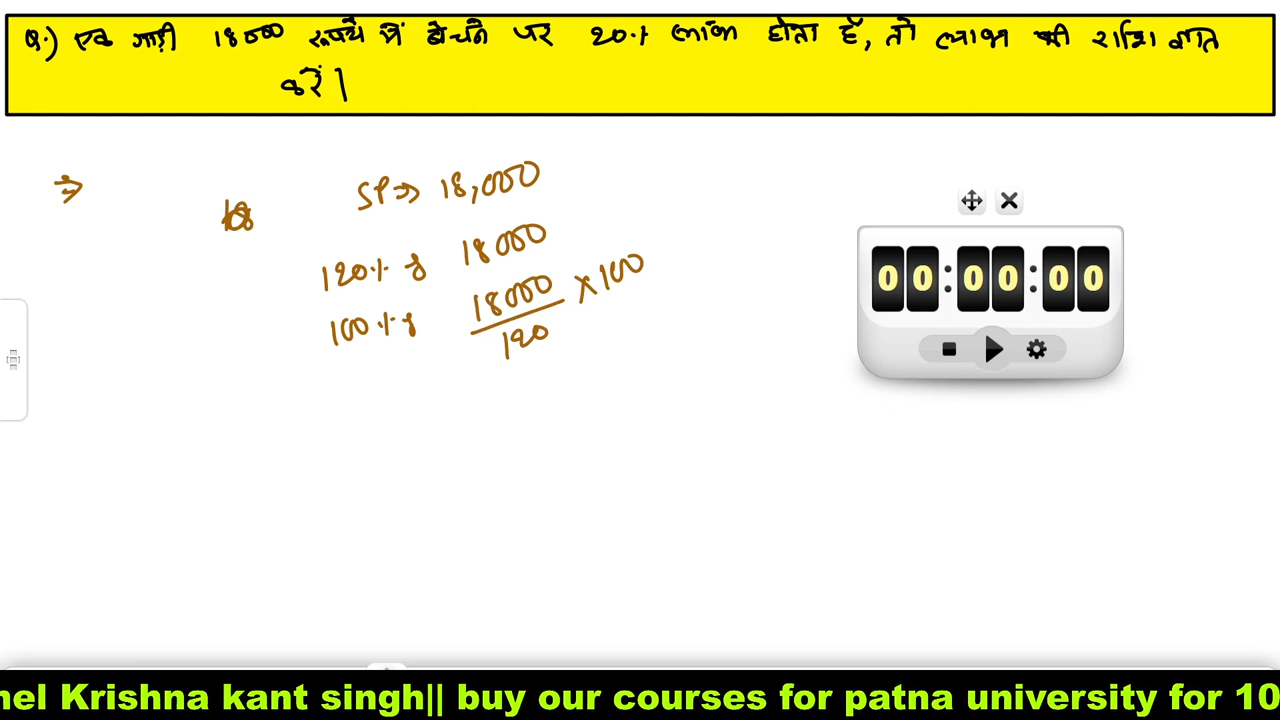 Q.) एक गाड़ी 18000 रूपये में बेचने पर 20% लाभ होता है, तो लाभ की राशि ज्ञात
करें।
⇒ SP⇒ 18,000
120% → 18000
100% → 18000/120 × 100
00:00:00
nel Krishna kant singh|| buy our courses for patna university for 10